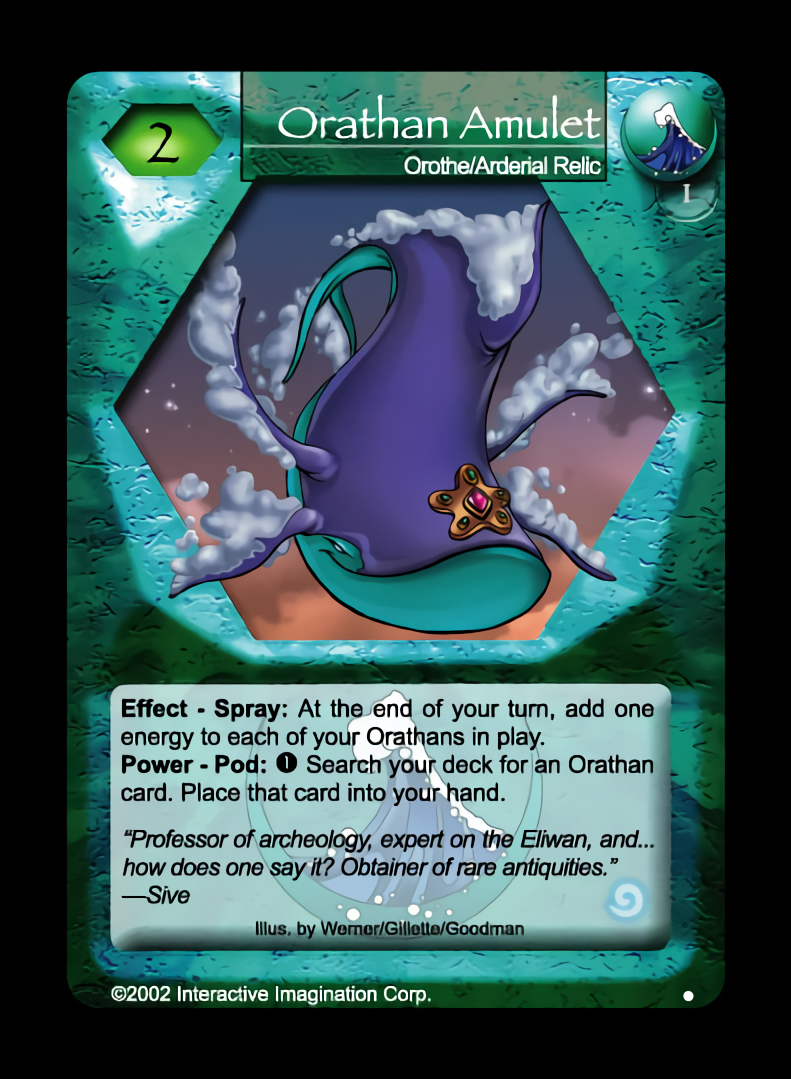 2
Orathan Amulet
Orothe/Arderial Relic
1
Effect - Spray: At the end of your turn, add one
energy to each of your Orathans in play.
Power - Pod: ❶ Search your deck for an Orathan
card. Place that card into your hand.
“Professor of archeology, expert on the Eliwan, and...
how does one say it? Obtainer of rare antiquities.”
—Sive
Illus. by Werner/Gillette/Goodman
©2002 Interactive Imagination Corp.